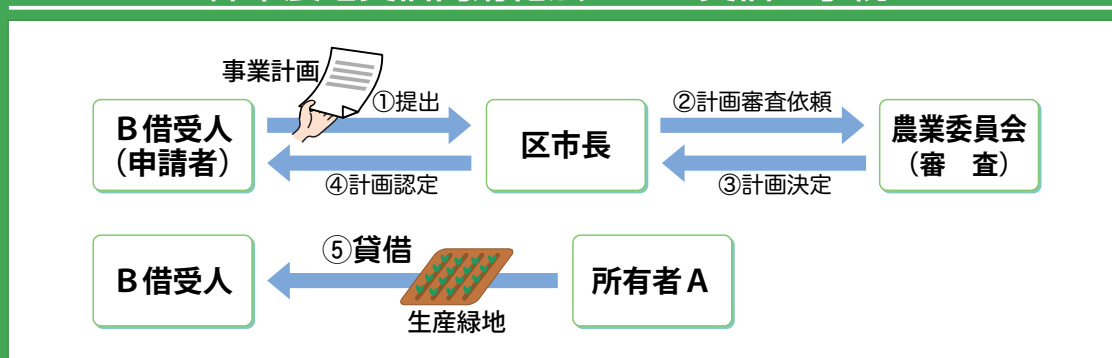 事業計画
①提出
②計画審査依頼
B借受人
(申請者)
区市長
農業委員会
(審 査)
④計画認定
③計画決定
⑤貸借
B借受人
所有者A
生産緑地